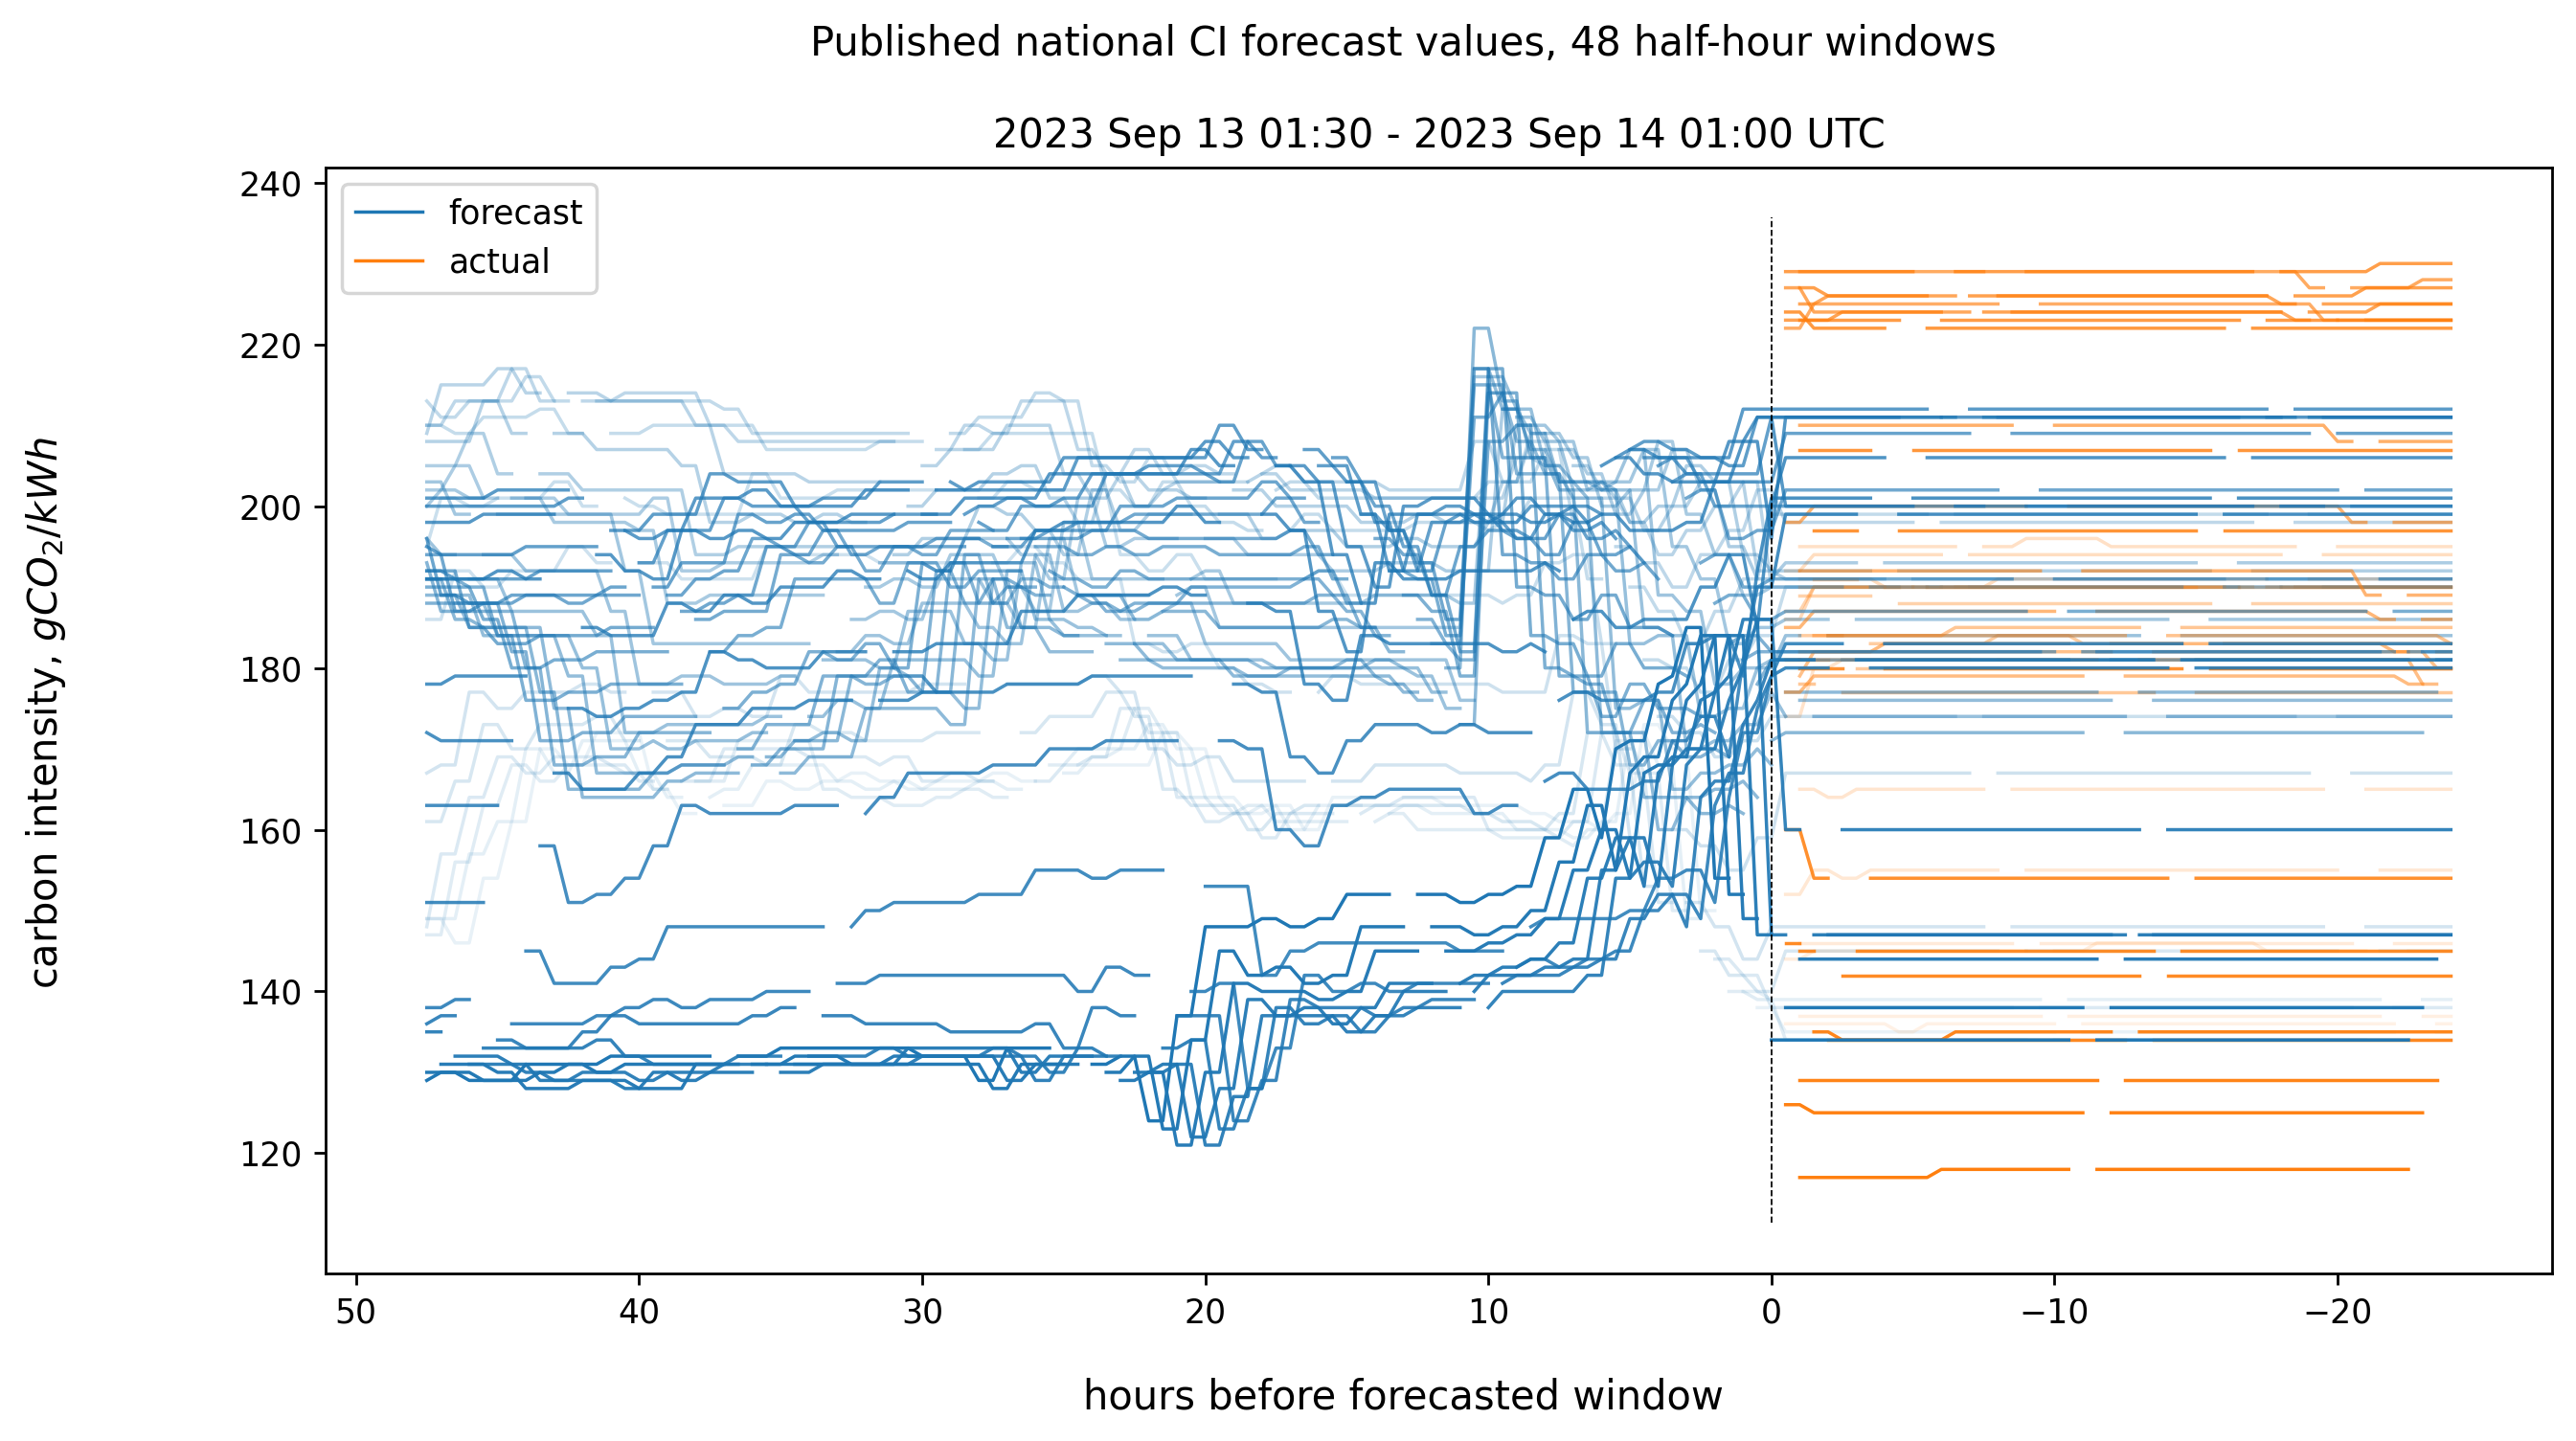 Published national CI forecast values, 48 half-hour windows
2023 Sep 13 01:30 - 2023 Sep 14 01:00 UTC
forecast
actual
carbon intensity, gCO₂/kWh
240
220
200
180
160
140
120
50 40 30 20 10 0 −10 −20
hours before forecasted window